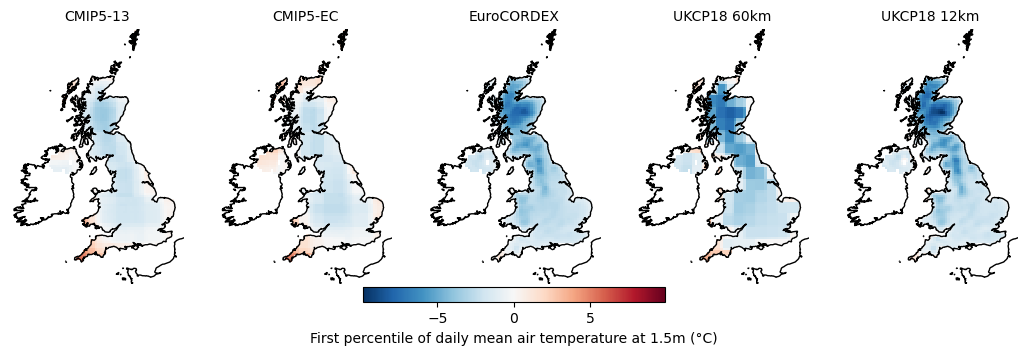 CMIP5-13 CMIP5-EC EuroCORDEX UKCP18 60km UKCP18 12km
−5 0 5
First percentile of daily mean air temperature at 1.5m (°C)